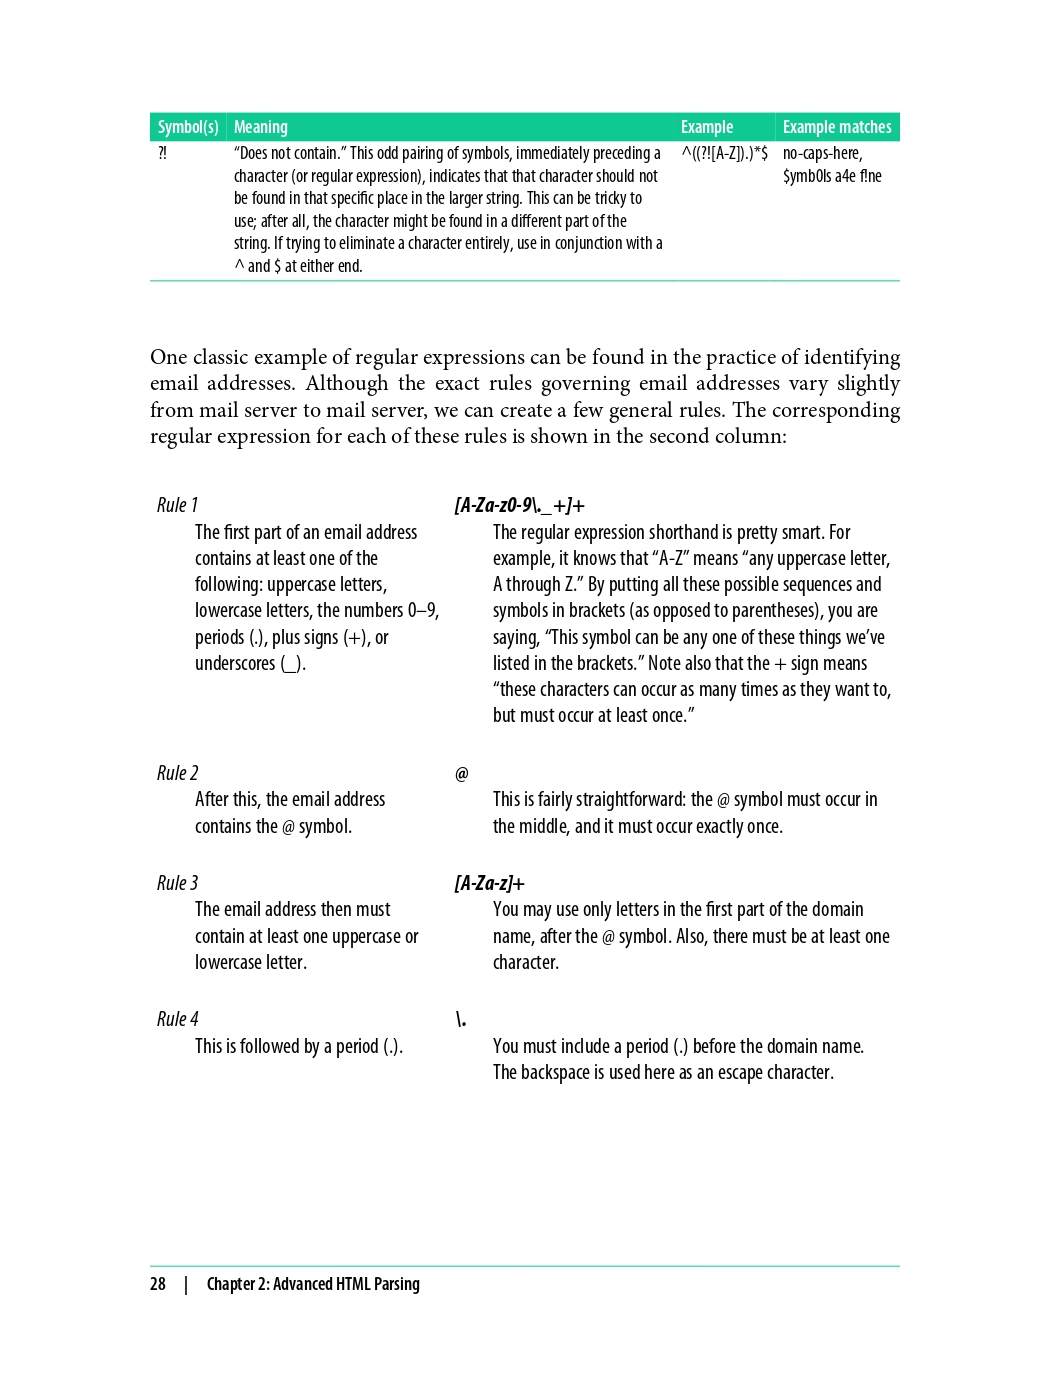 Symbol(s) Meaning Example Example matches
?! “Does not contain.” This odd pairing of symbols, immediately preceding a ^((?![A-Z]).)*$ no-caps-here,
character (or regular expression), indicates that that character should not $ymb0ls a4e f!ne
be found in that specific place in the larger string. This can be tricky to
use; after all, the character might be found in a different part of the
string. If trying to eliminate a character entirely, use in conjunction with a
^ and $ at either end.
One classic example of regular expressions can be found in the practice of identifying
email addresses. Although the exact rules governing email addresses vary slightly
from mail server to mail server, we can create a few general rules. The corresponding
regular expression for each of these rules is shown in the second column:
Rule 1
The first part of an email address
contains at least one of the
following: uppercase letters,
lowercase letters, the numbers 0–9,
periods (.), plus signs (+), or
underscores (_).
[A-Za-z0-9\._+]+
The regular expression shorthand is pretty smart. For
example, it knows that “A-Z” means “any uppercase letter,
A through Z.” By putting all these possible sequences and
symbols in brackets (as opposed to parentheses), you are
saying, “This symbol can be any one of these things we’ve
listed in the brackets.” Note also that the + sign means
“these characters can occur as many times as they want to,
but must occur at least once.”
Rule 2
After this, the email address
contains the @ symbol.
@
This is fairly straightforward: the @ symbol must occur in
the middle, and it must occur exactly once.
Rule 3
The email address then must
contain at least one uppercase or
lowercase letter.
[A-Za-z]+
You may use only letters in the first part of the domain
name, after the @ symbol. Also, there must be at least one
character.
Rule 4
This is followed by a period (.).
\.
You must include a period (.) before the domain name.
The backspace is used here as an escape character.
28 | Chapter 2: Advanced HTML Parsing